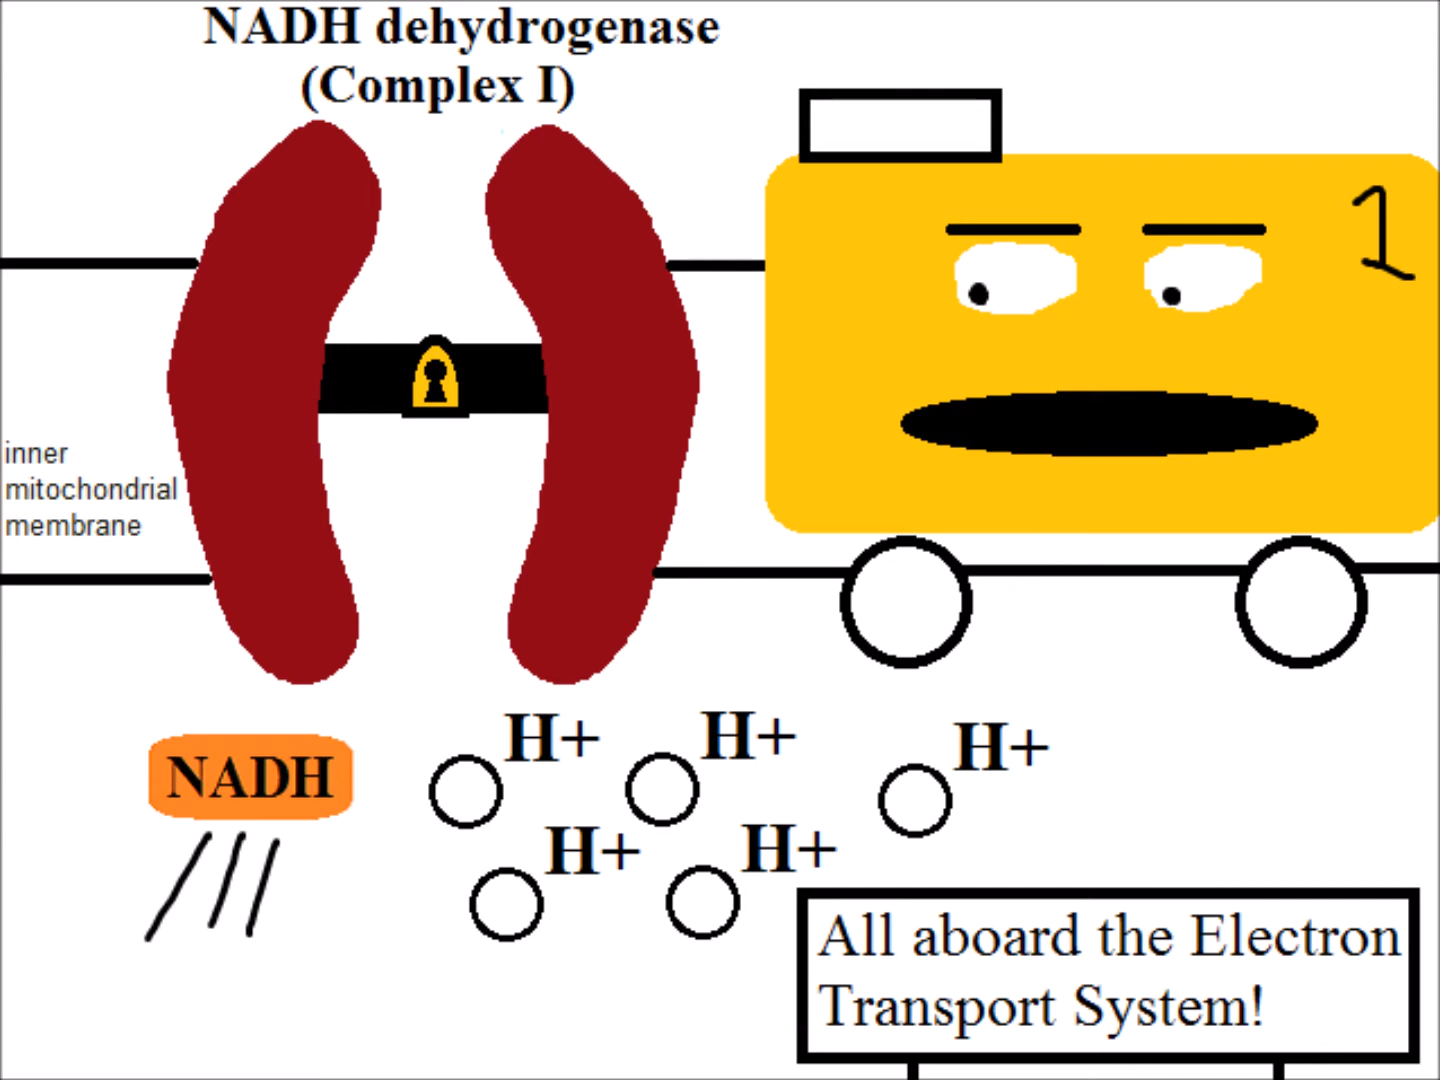 NADH dehydrogenase
(Complex I)
1
inner
mitochondrial
membrane
NADH
H+
H+
H+
H+
H+
All aboard the Electron
Transport System!